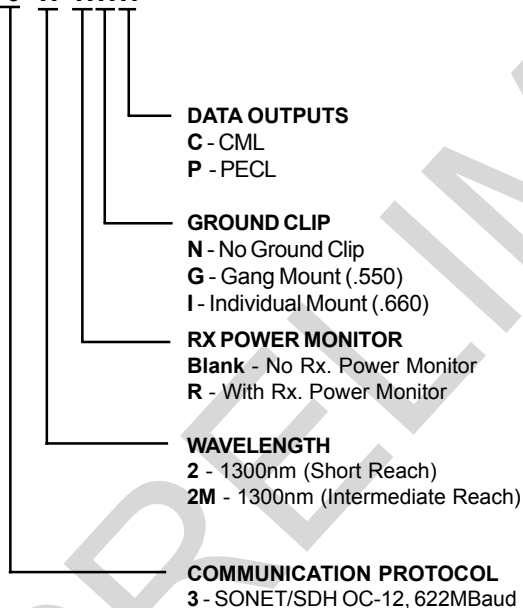 DATA OUTPUTS
C - CML
P - PECL
GROUND CLIP
N - No Ground Clip
G - Gang Mount (.550)
I - Individual Mount (.660)
RX POWER MONITOR
Blank - No Rx. Power Monitor
R - With Rx. Power Monitor
WAVELENGTH
2 - 1300nm (Short Reach)
2M - 1300nm (Intermediate Reach)
COMMUNICATION PROTOCOL
3 - SONET/SDH OC-12, 622MBaud